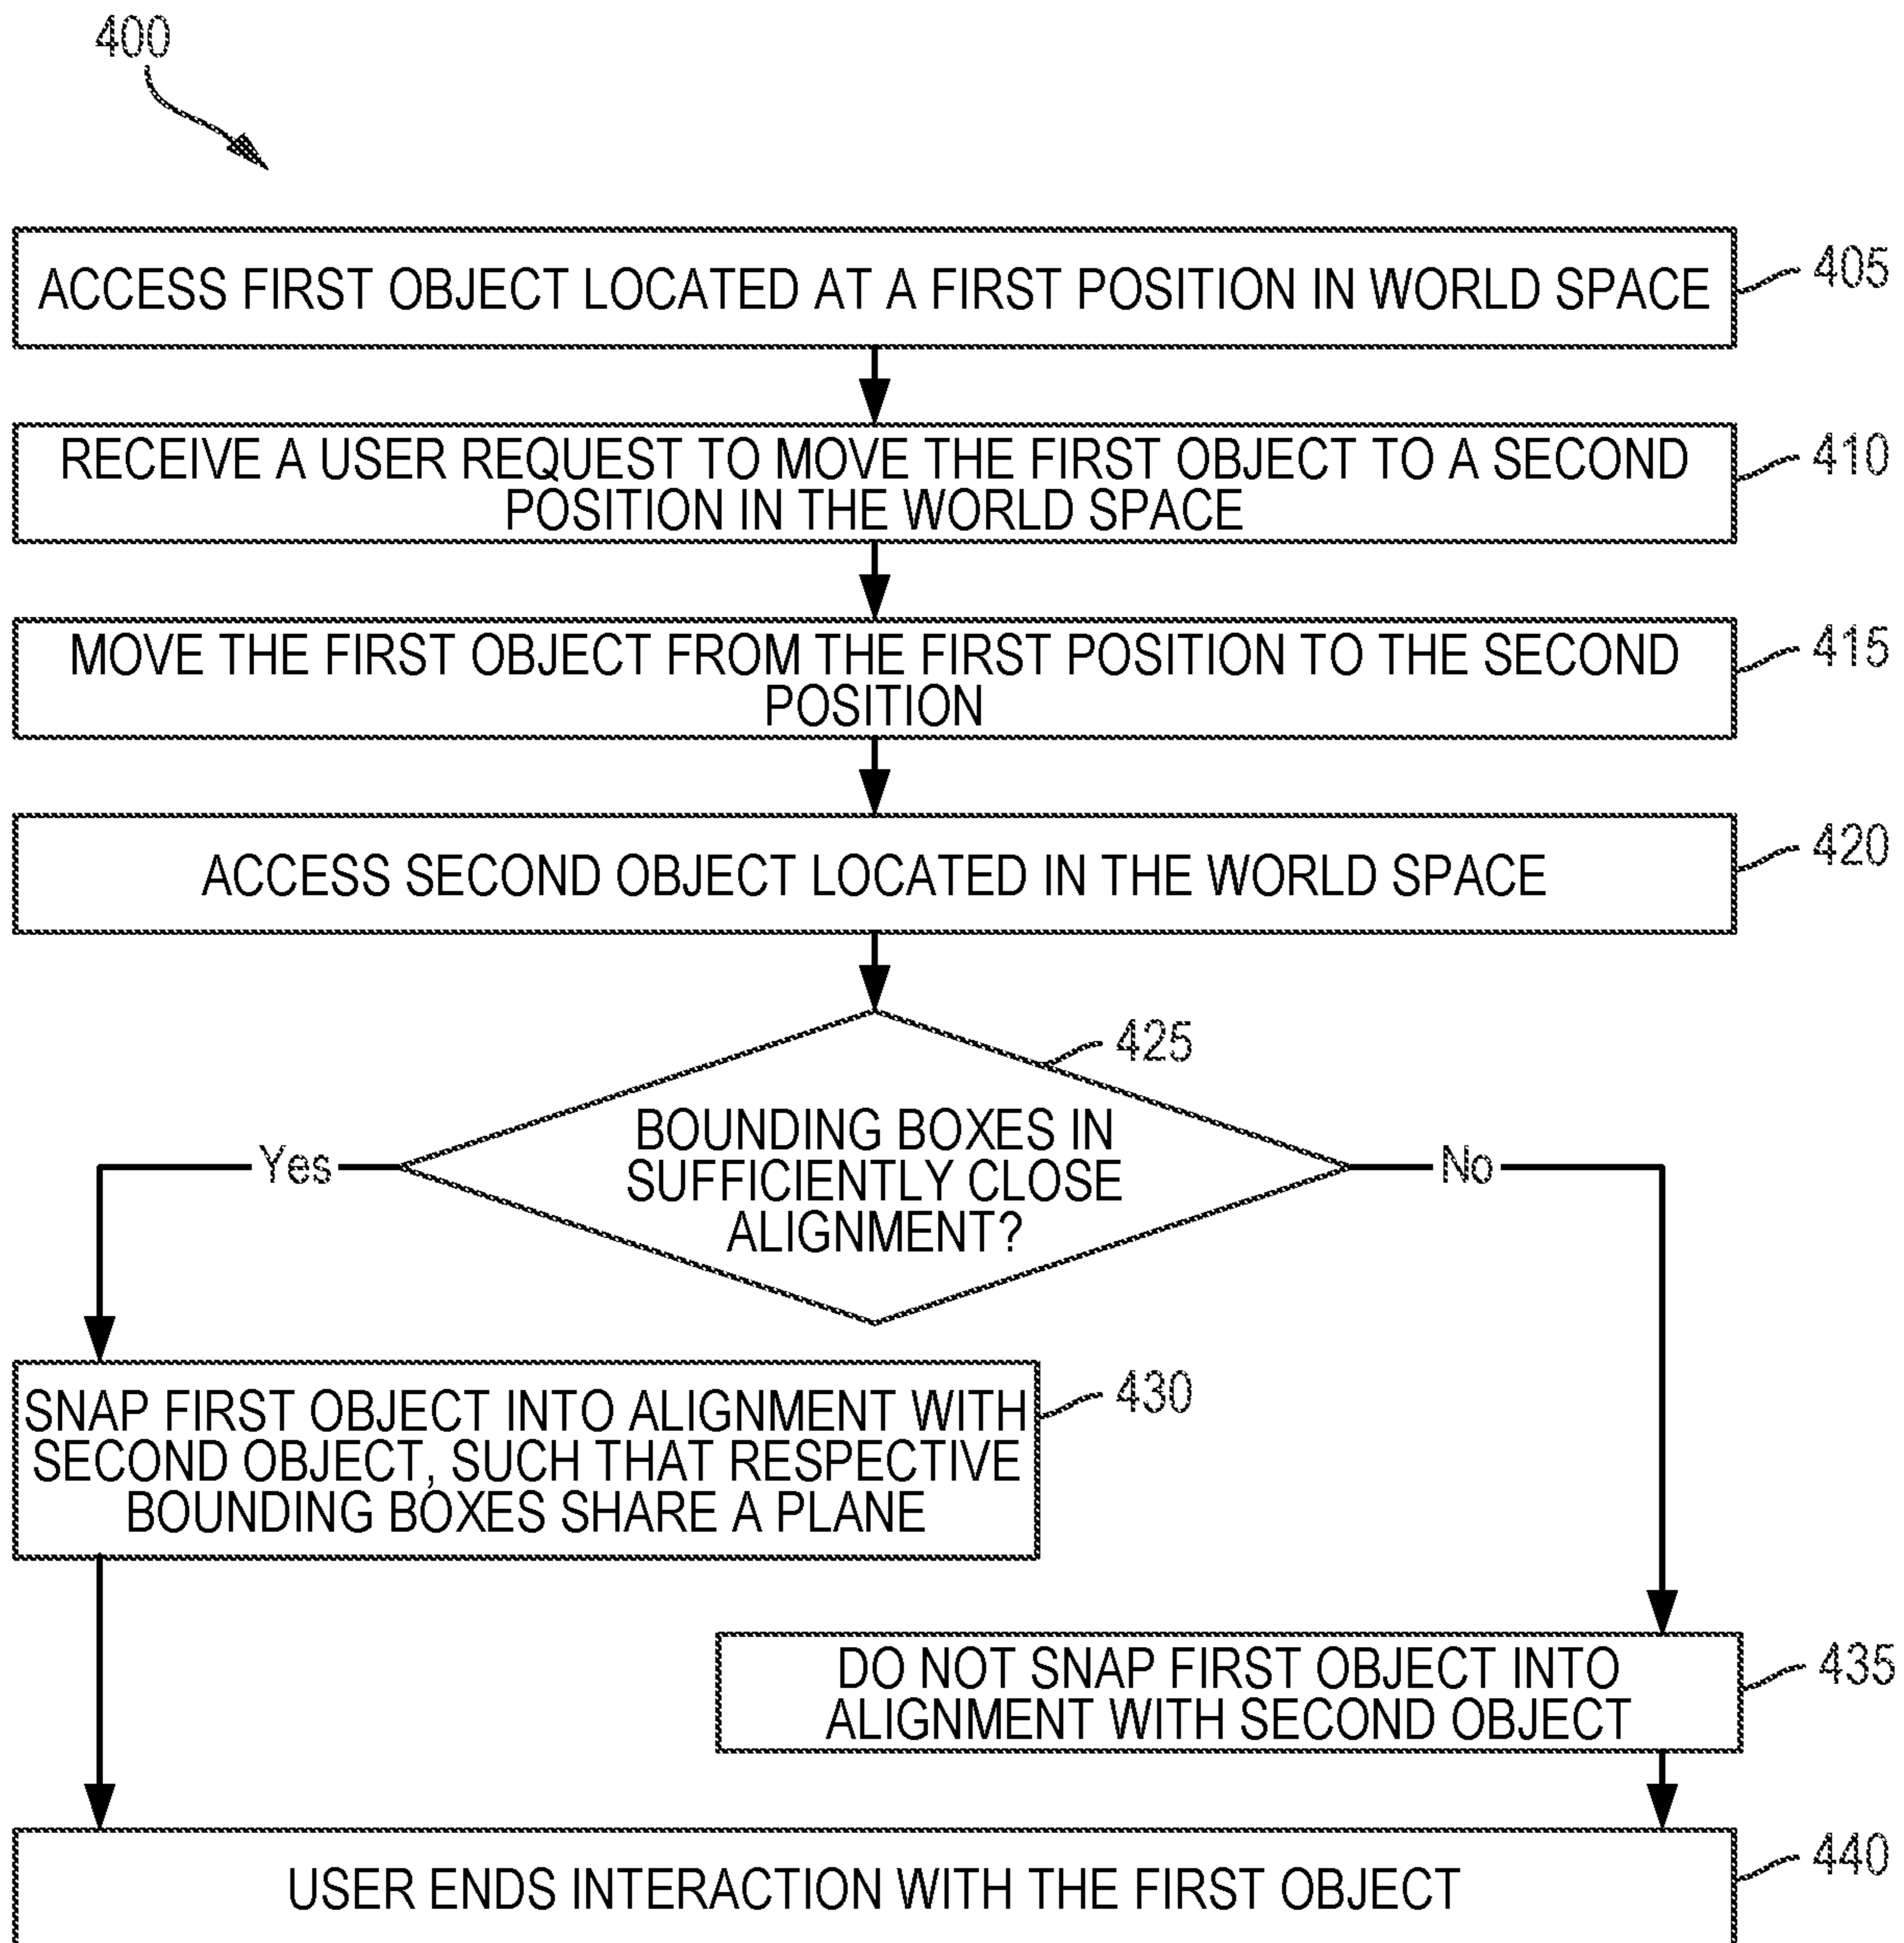 400
ACCESS FIRST OBJECT LOCATED AT A FIRST POSITION IN WORLD SPACE
405
RECEIVE A USER REQUEST TO MOVE THE FIRST OBJECT TO A SECOND
POSITION IN THE WORLD SPACE
410
MOVE THE FIRST OBJECT FROM THE FIRST POSITION TO THE SECOND
POSITION
415
ACCESS SECOND OBJECT LOCATED IN THE WORLD SPACE
420
425
BOUNDING BOXES IN
SUFFICIENTLY CLOSE
ALIGNMENT?
Yes
No
SNAP FIRST OBJECT INTO ALIGNMENT WITH
SECOND OBJECT, SUCH THAT RESPECTIVE
BOUNDING BOXES SHARE A PLANE
430
DO NOT SNAP FIRST OBJECT INTO
ALIGNMENT WITH SECOND OBJECT
435
USER ENDS INTERACTION WITH THE FIRST OBJECT
440